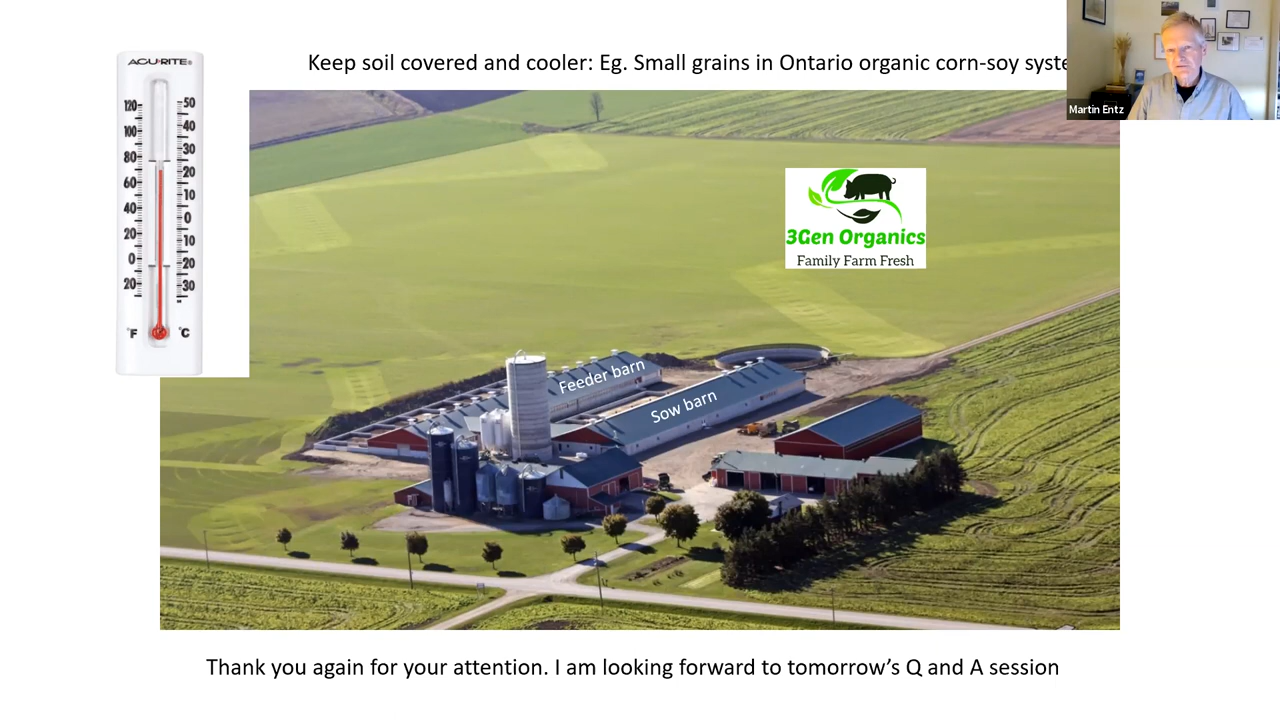 Keep soil covered and cooler: Eg. Small grains in Ontario organic corn-soy syste
Martin Entz
ACU•RITE®
120 50
100 40
80 30
60 20
40 10
20 0
0 10
20 20
30
°F °C
3Gen Organics
Family Farm Fresh
Feeder barn
Sow barn
Thank you again for your attention. I am looking forward to tomorrow's Q and A session